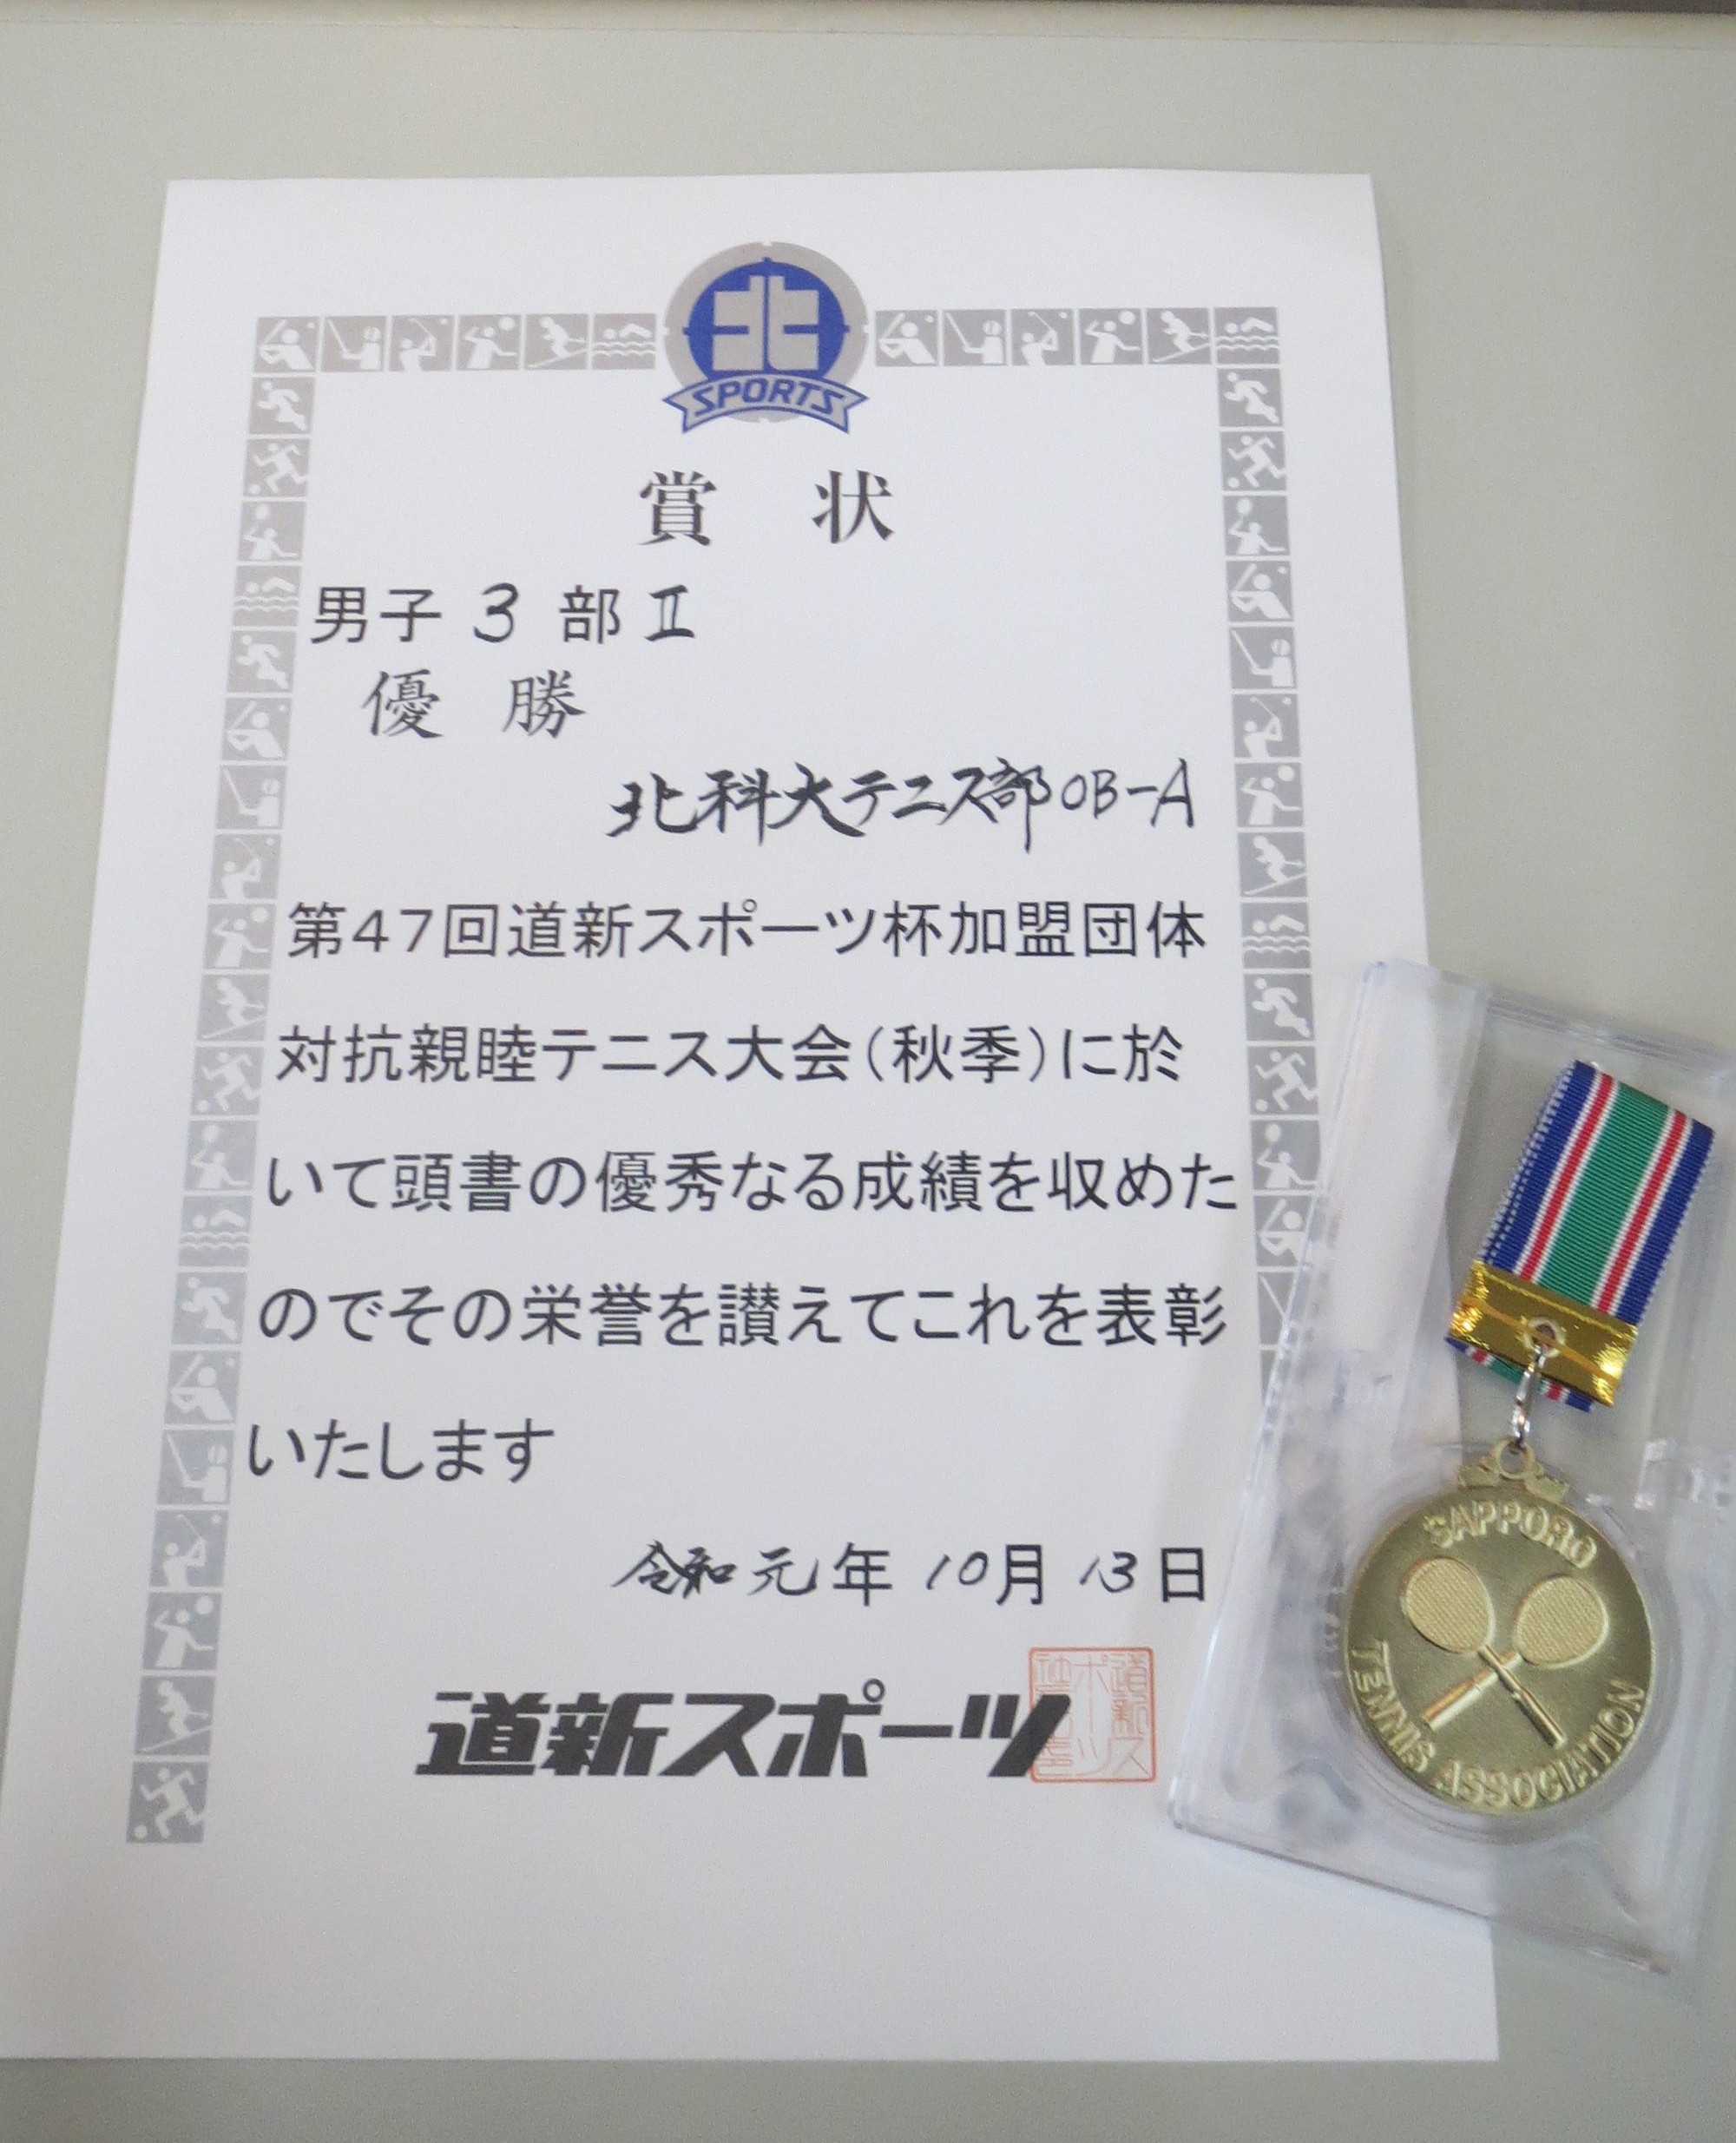 北
SPORTS
賞状
男子 3 部 Ⅱ
優勝
北科大テニス部OB-A
第47回道新スポーツ杯加盟団体
対抗親睦テニス大会(秋季)に於
いて頭書の優秀なる成績を収めた
のでその栄誉を讃えてこれを表彰
いたします
令和元年10月13日
道新スポーツ
SAPPORO
TENNIS ASSOCIATION